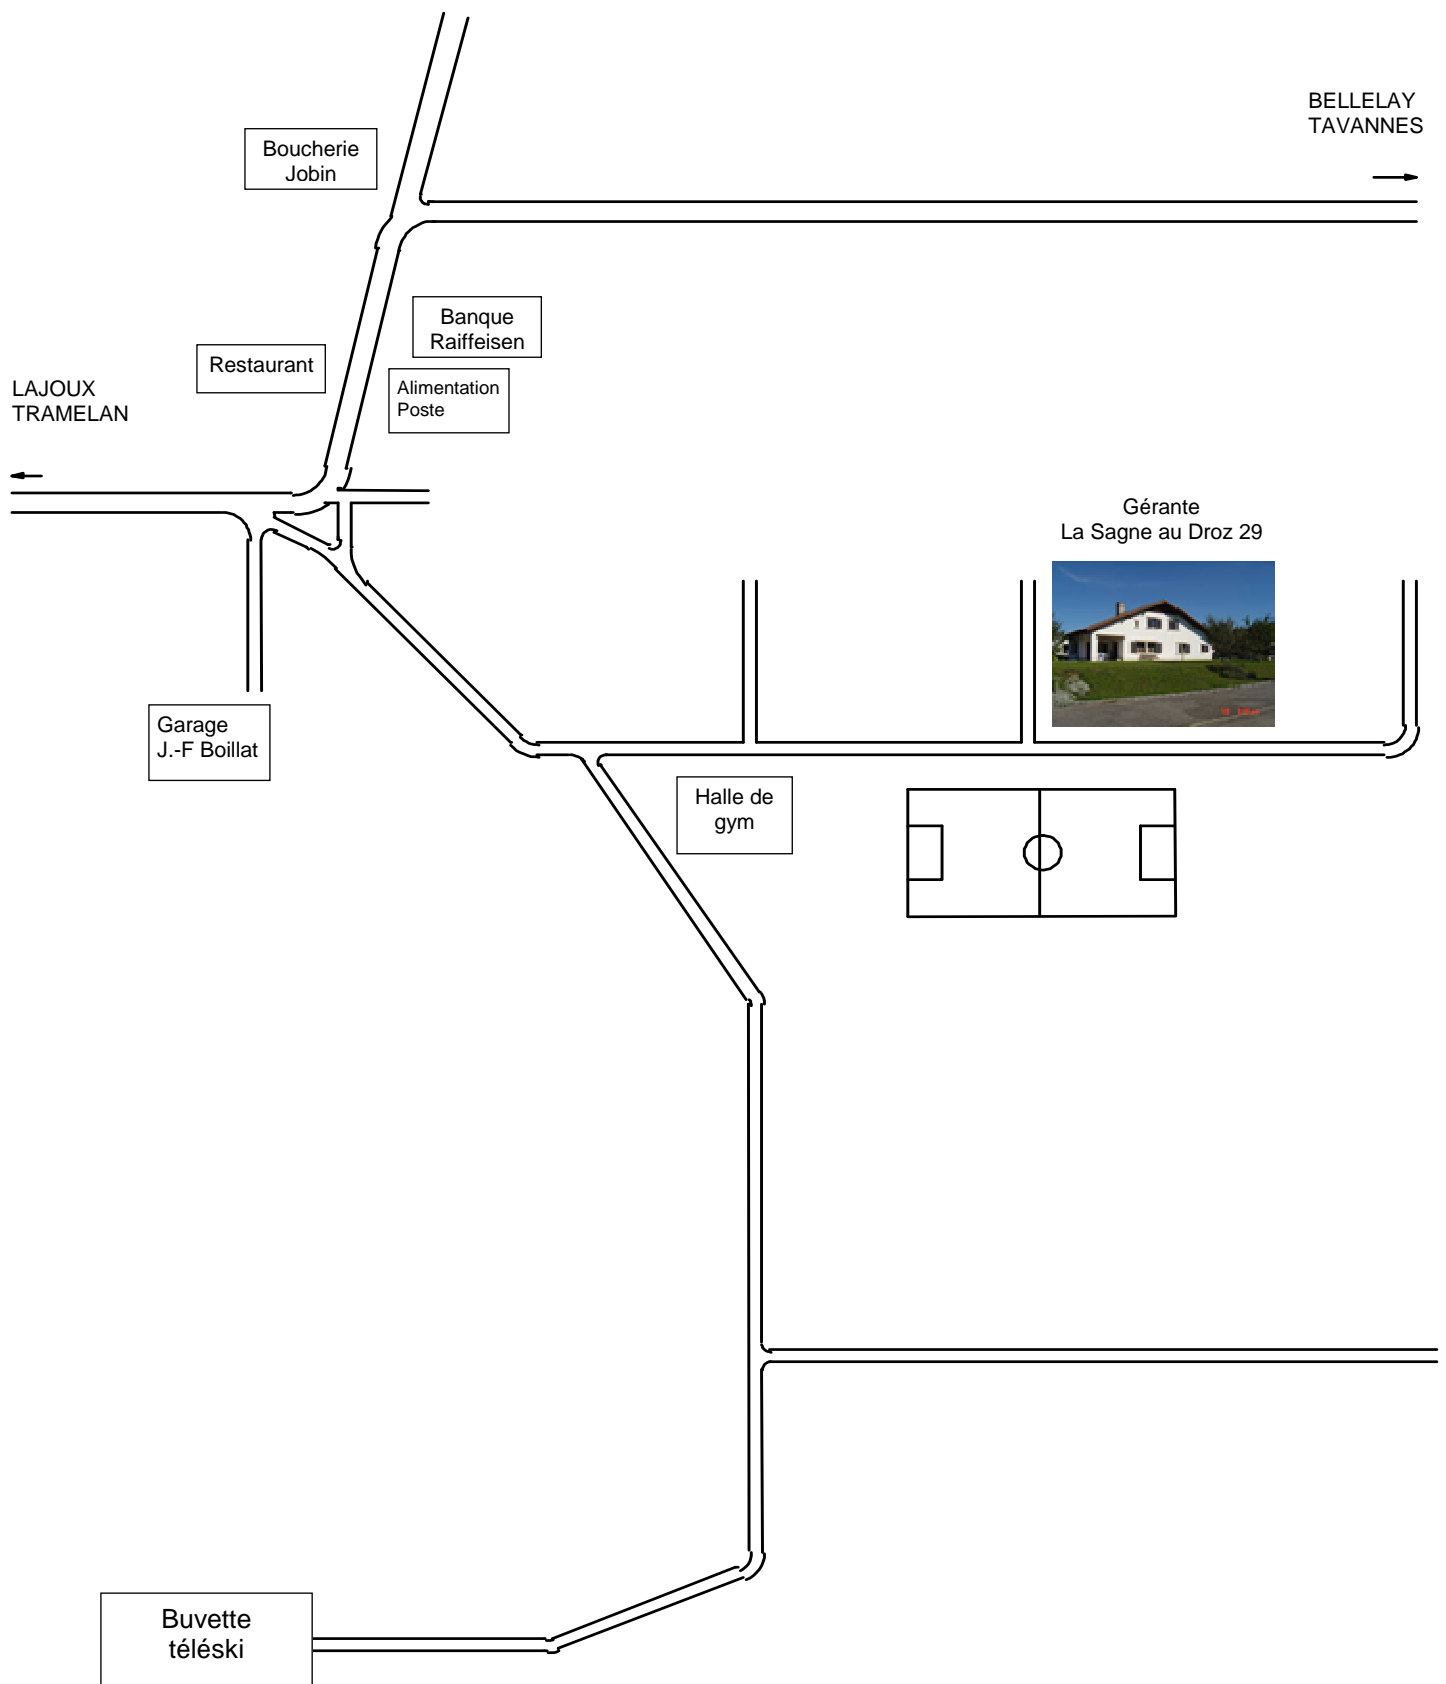 BELLELAY
TAVANNES
Boucherie
Jobin
Banque
Raiffeisen
Restaurant
Alimentation
Poste
LAJOUX
TRAMELAN
Gérante
La Sagne au Droz 29
Garage
J.-F Boillat
Halle de
gym
Buvette
téléski